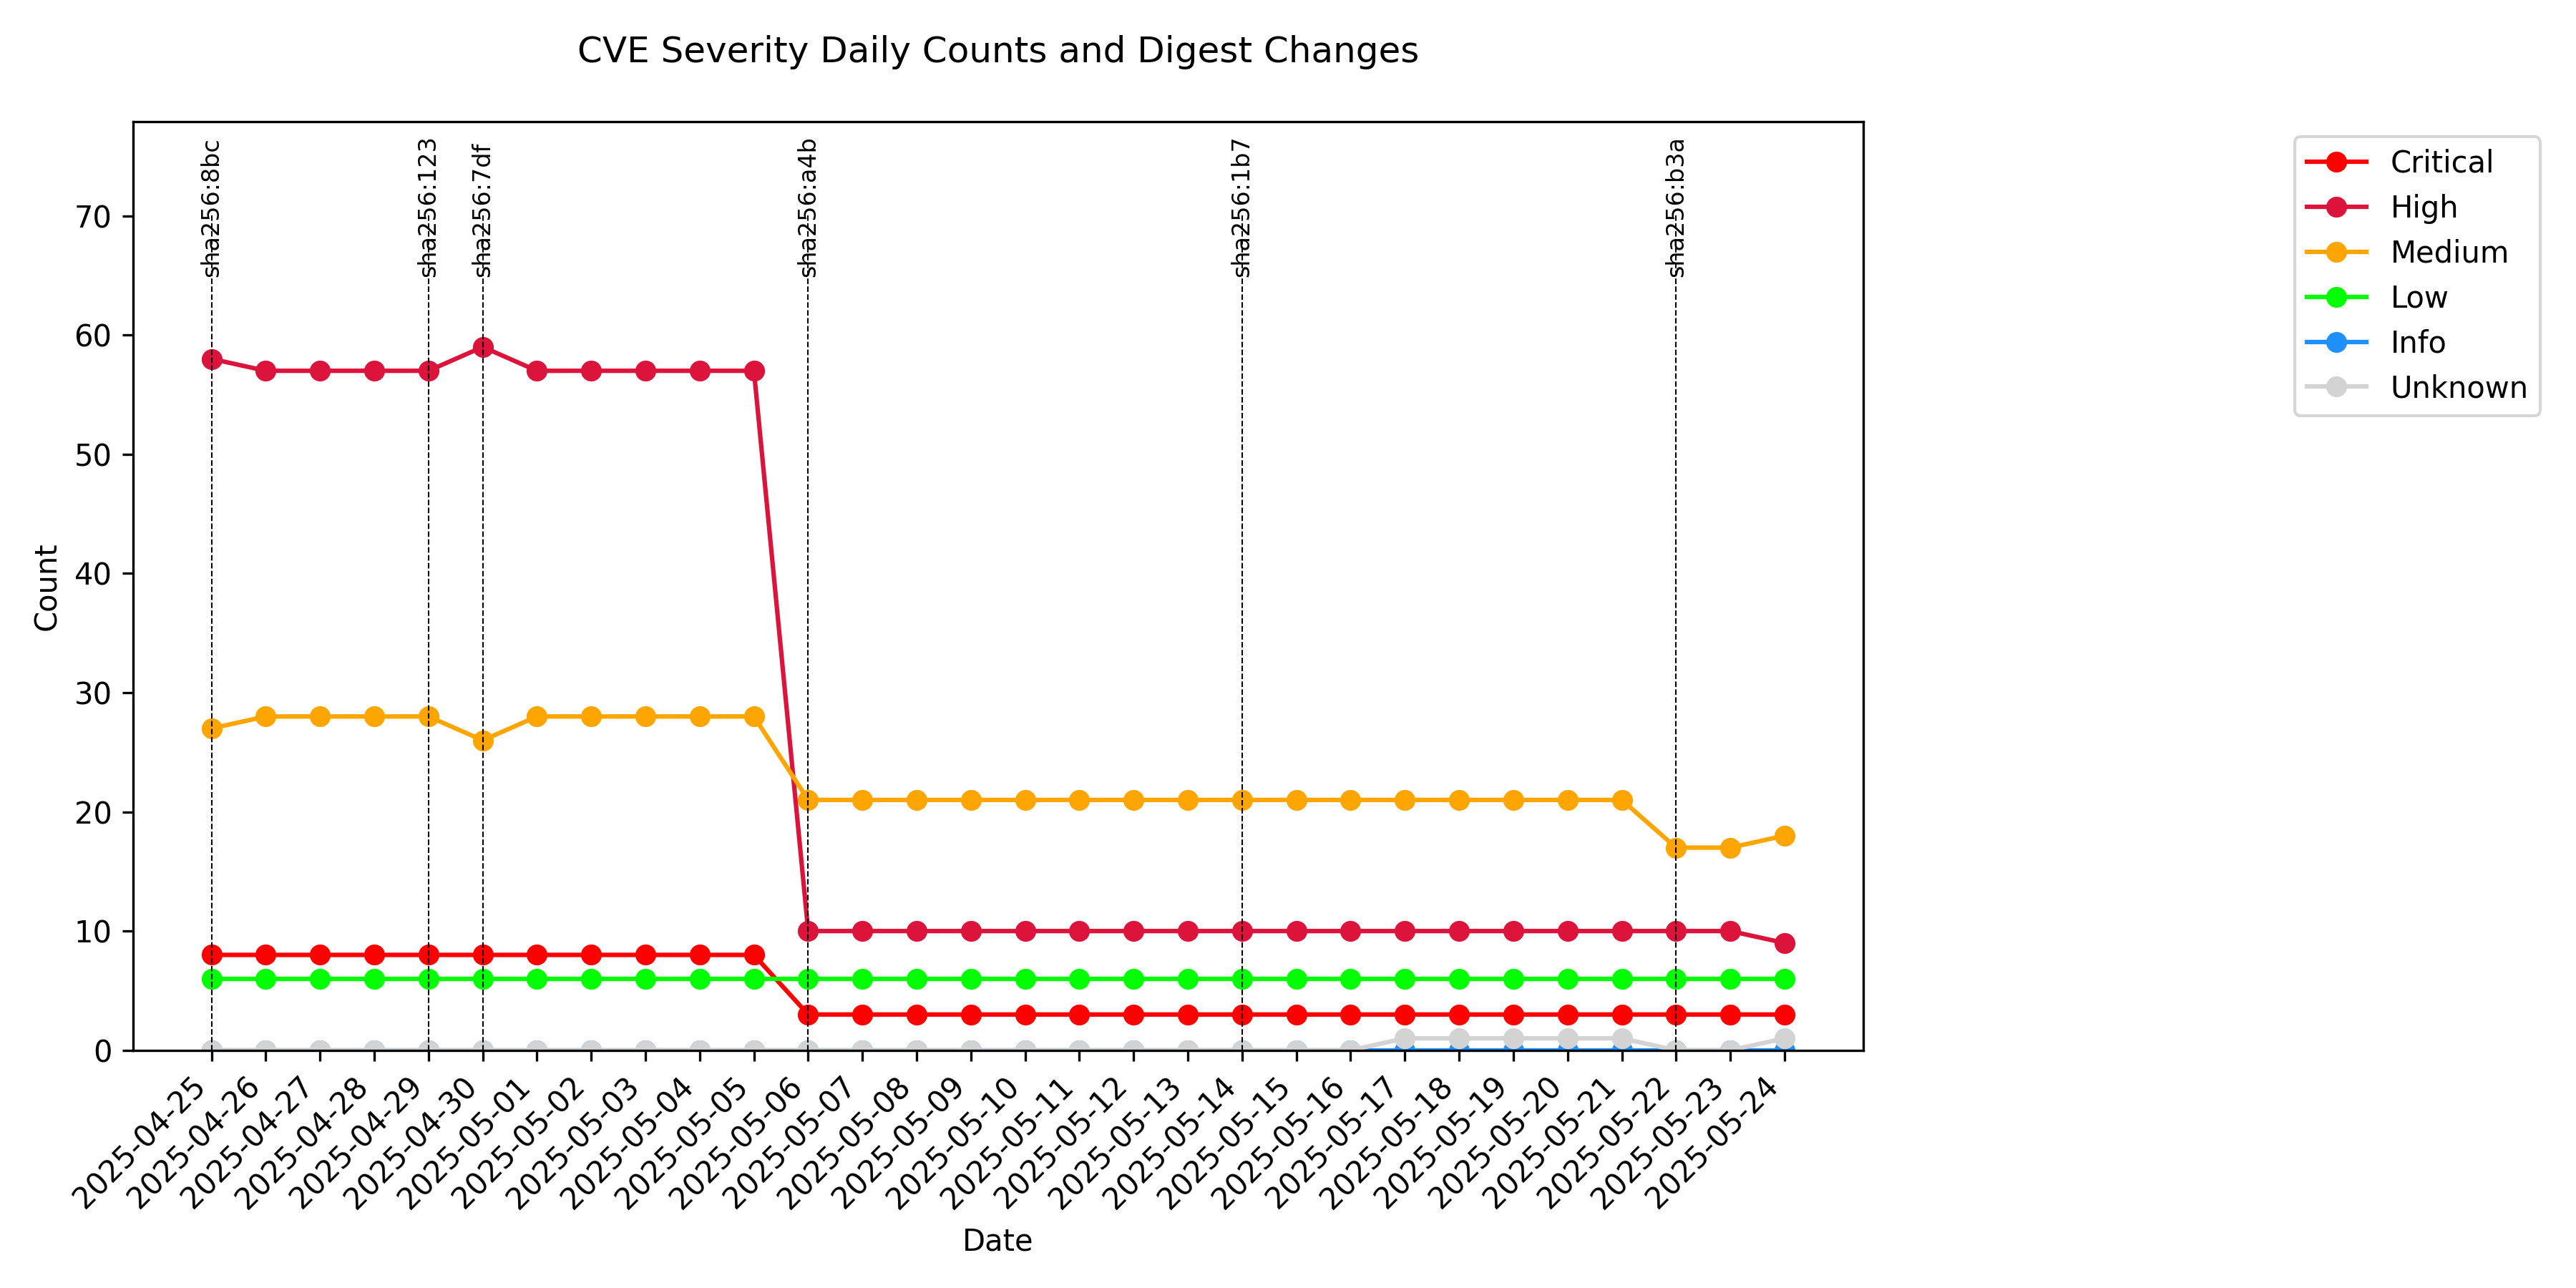 CVE Severity Daily Counts and Digest Changes
sha256:8bc
sha256:123
sha256:7df
sha256:a4b
sha256:1b7
sha256:b3a
Critical
High
Medium
Low
Info
Unknown
Count
70
60
50
40
30
20
10
0
2025-04-25
2025-04-26
2025-04-27
2025-04-28
2025-04-29
2025-04-30
2025-05-01
2025-05-02
2025-05-03
2025-05-04
2025-05-05
2025-05-06
2025-05-07
2025-05-08
2025-05-09
2025-05-10
2025-05-11
2025-05-12
2025-05-13
2025-05-14
2025-05-15
2025-05-16
2025-05-17
2025-05-18
2025-05-19
2025-05-20
2025-05-21
2025-05-22
2025-05-23
2025-05-24
Date